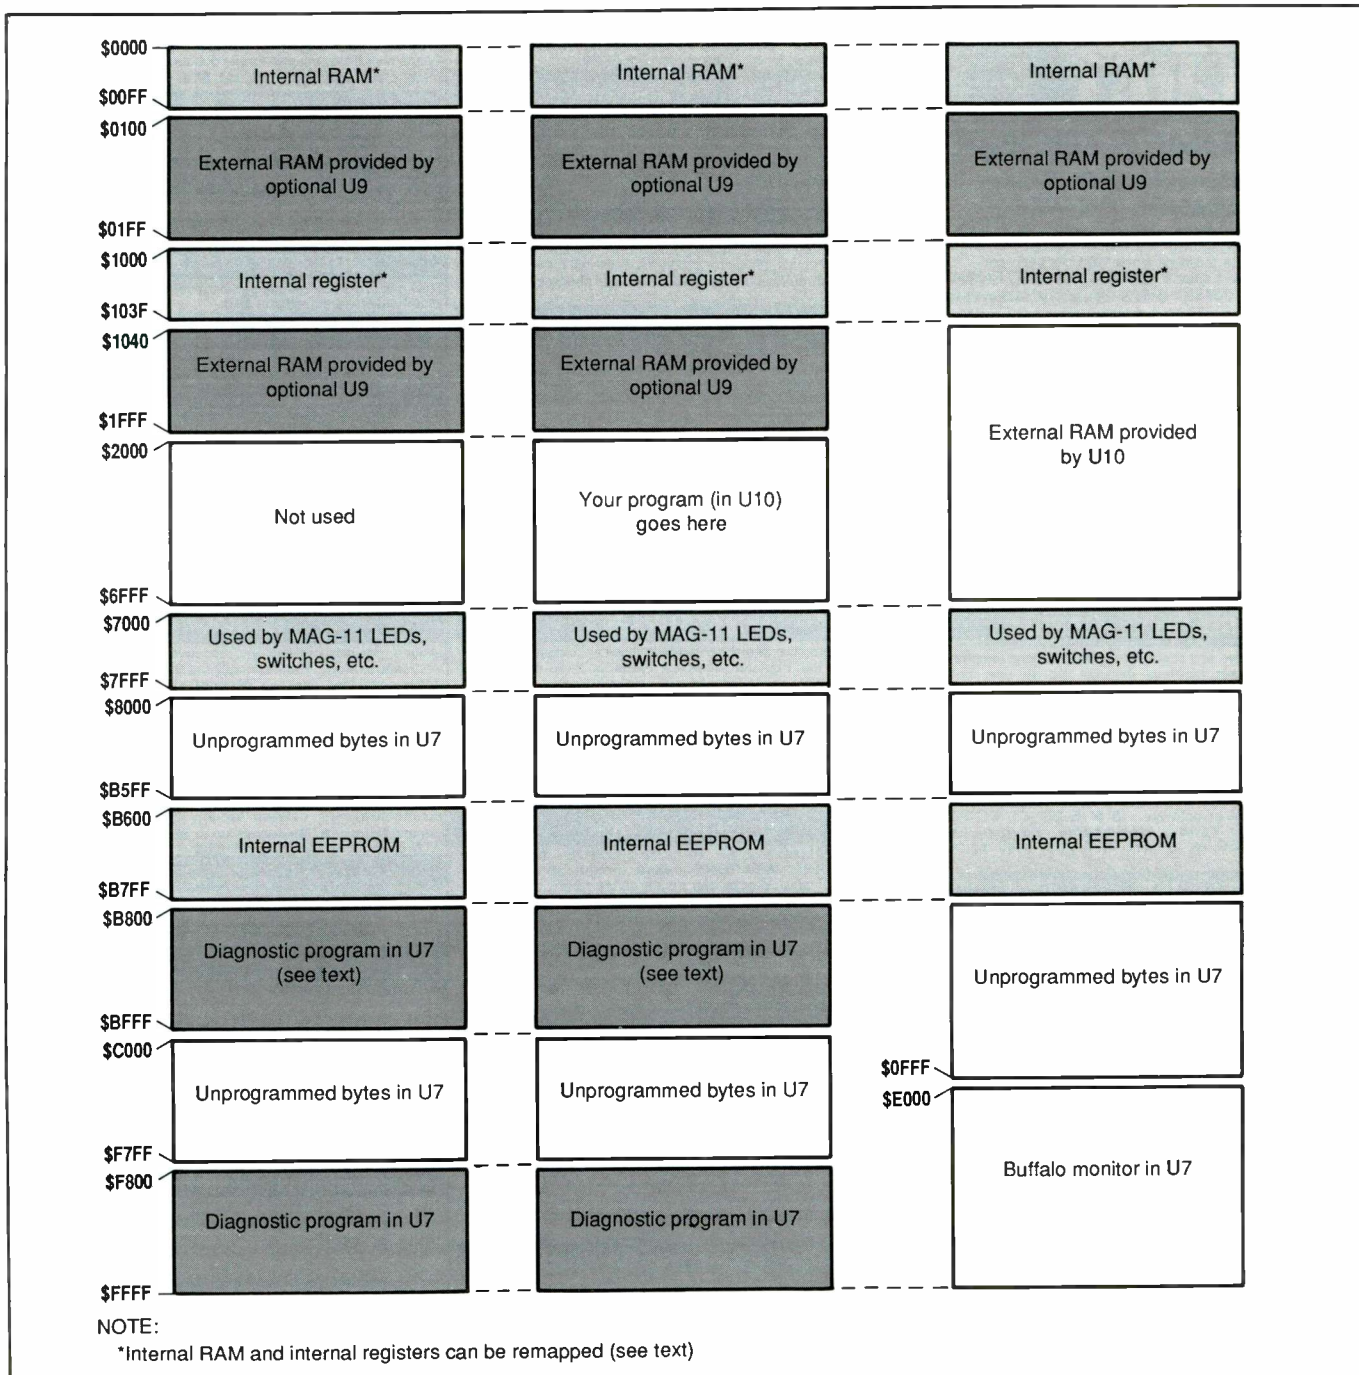 $0000
Internal RAM*
Internal RAM*
Internal RAM*
$00FF
$0100
External RAM provided by
optional U9
External RAM provided by
optional U9
External RAM provided by
optional U9
$01FF
$1000
Internal register*
Internal register*
Internal register*
$103F
$1040
External RAM provided by
optional U9
External RAM provided by
optional U9
External RAM provided
by U10
$1FFF
$2000
Not used
Your program (in U10)
goes here
$6FFF
$7000
Used by MAG-11 LEDs,
switches, etc.
Used by MAG-11 LEDs,
switches, etc.
Used by MAG-11 LEDs,
switches, etc.
$7FFF
$8000
Unprogrammed bytes in U7
Unprogrammed bytes in U7
Unprogrammed bytes in U7
$B5FF
$B600
Internal EEPROM
Internal EEPROM
Internal EEPROM
$B7FF
$B800
Diagnostic program in U7
(see text)
Diagnostic program in U7
(see text)
Unprogrammed bytes in U7
$BFFF
$C000
Unprogrammed bytes in U7
Unprogrammed bytes in U7
$0FFF
$E000
Buffalo monitor in U7
$F7FF
$F800
Diagnostic program in U7
Diagnostic program in U7
$FFFF
NOTE:
*Internal RAM and internal registers can be remapped (see text)